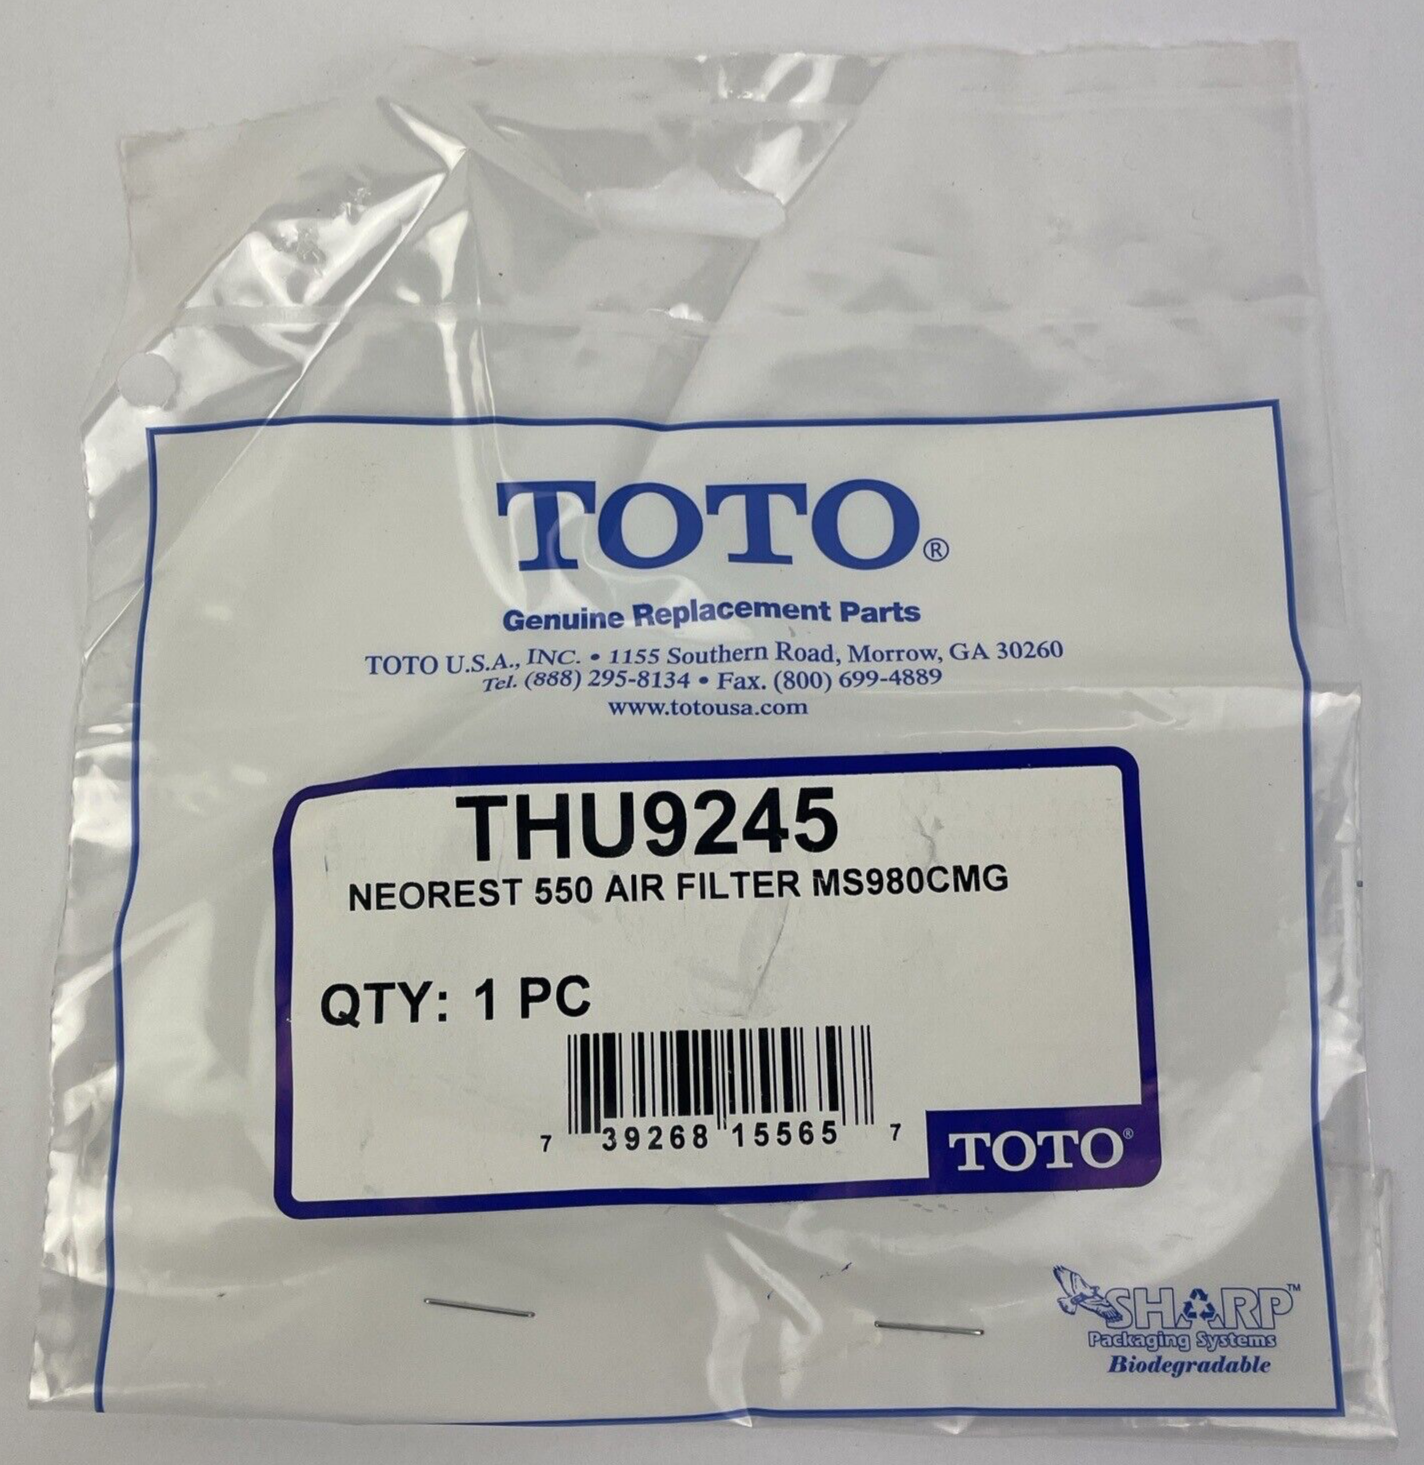 TOTO®
Genuine Replacement Parts
TOTO U.S.A., INC. • 1155 Southern Road, Morrow, GA 30260
Tel. (888) 295-8134 • Fax. (800) 699-4889
www.totousa.com
THU9245
NEOREST 550 AIR FILTER MS980CMG
QTY: 1 PC
7 39268 15565 7
TOTO®
SHARP™
Packaging Systems
Biodegradable